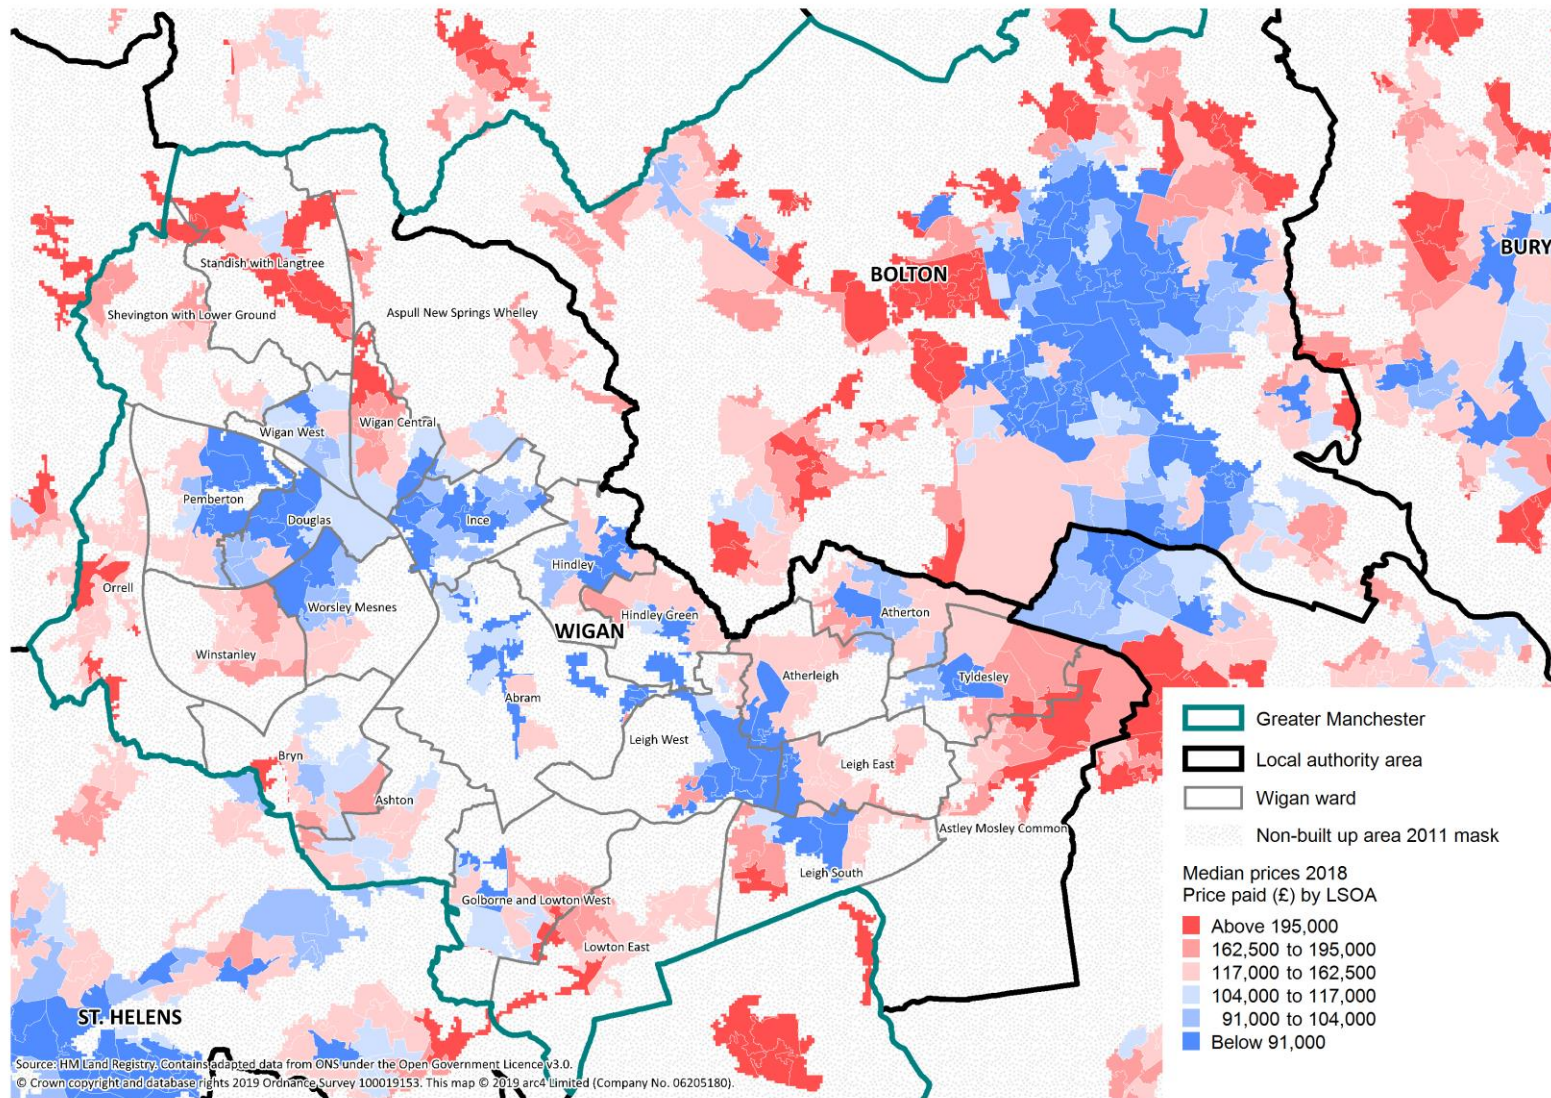 BURY
Standish with Langtree
BOLTON
Shevington with Lower Ground
Aspull New Springs Whelley
Wigan Central
Wigan West
Pemberton
Douglas
Ince
Hindley
Orrell
Worsley Mesnes
Hindley Green
Atherton
WIGAN
Winstanley
Atherleigh
Tyldesley
Abram
Leigh West
Bryn
Leigh East
Ashton
Astley Mosley Common
Leigh South
Golborne and Lowton West
Lowton East
ST. HELENS
Greater Manchester
Local authority area
Wigan ward
Non-built up area 2011 mask
Median prices 2018
Price paid (£) by LSOA
Above 195,000
162,500 to 195,000
117,000 to 162,500
104,000 to 117,000
91,000 to 104,000
Below 91,000
Source: HM Land Registry. Contains adapted data from ONS under the Open Government Licence v3.0.
© Crown copyright and database rights 2019 Ordnance Survey 100019153. This map © 2019 arc4 Limited (Company No. 06205180).